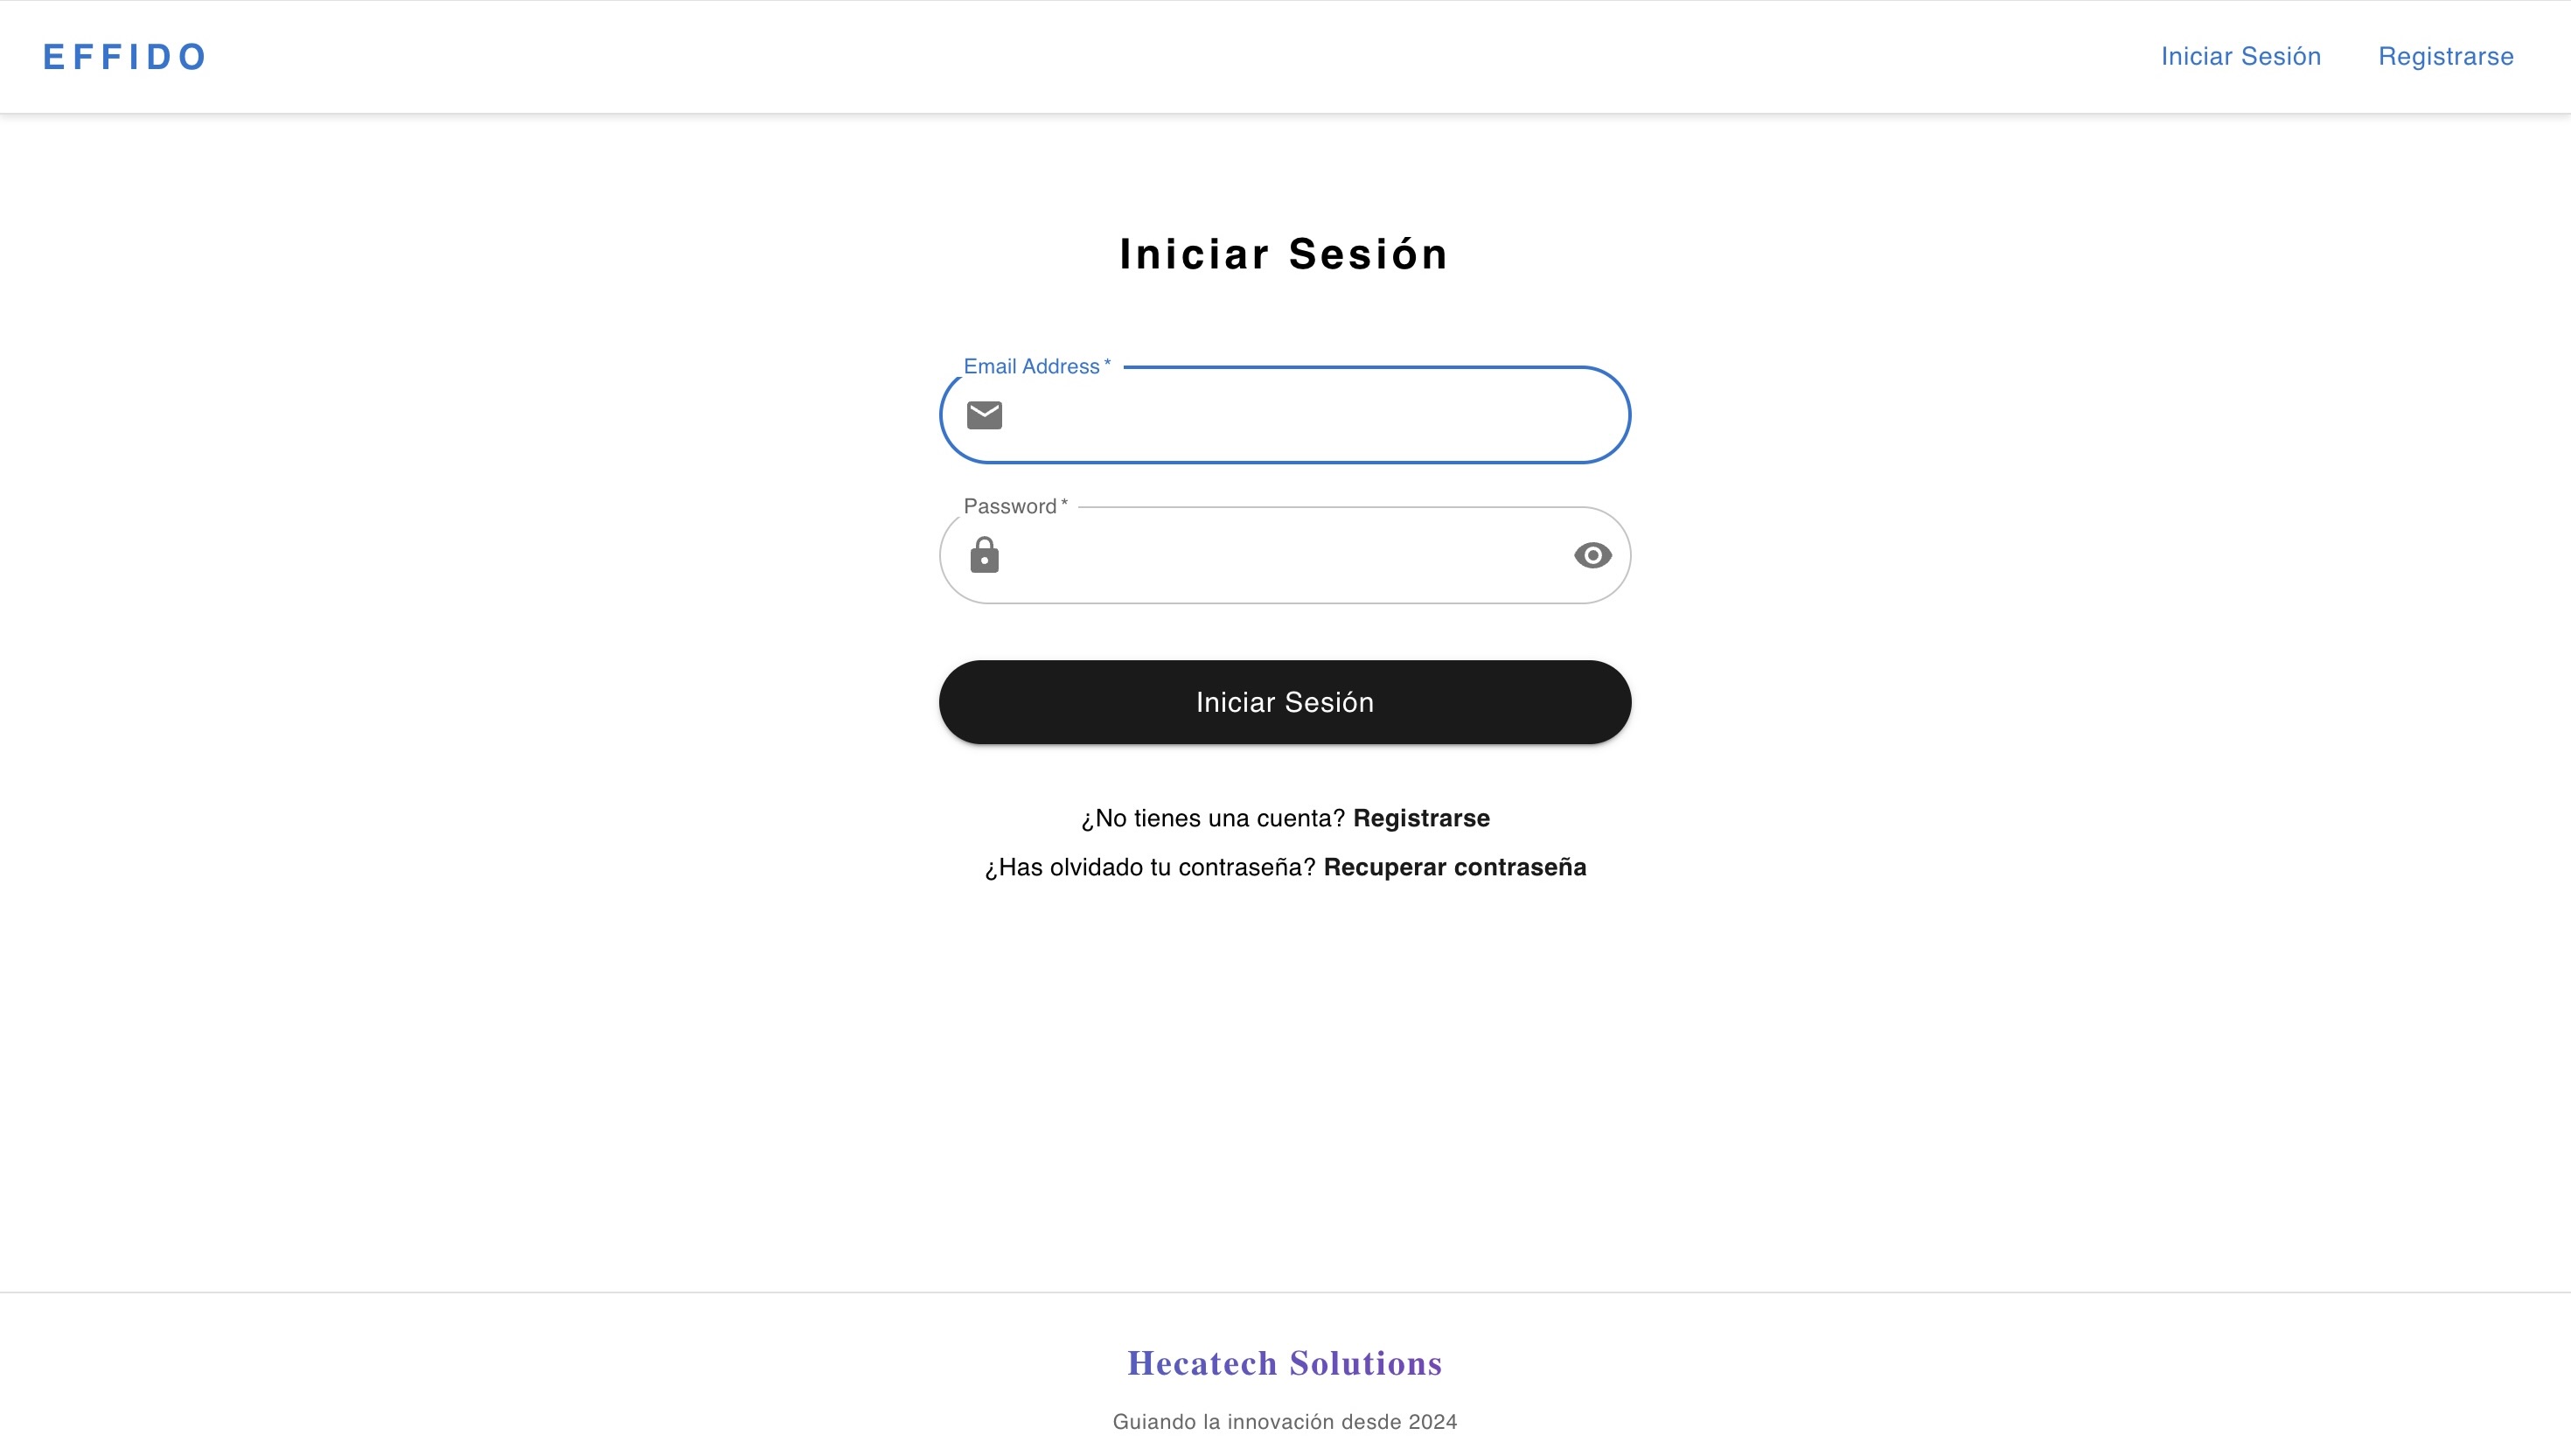 EFFIDO
Iniciar Sesión Registrarse
Iniciar Sesión
Email Address *
Password *
Iniciar Sesión
¿No tienes una cuenta? Registrarse
¿Has olvidado tu contraseña? Recuperar contraseña
Hecatech Solutions
Guiando la innovación desde 2024